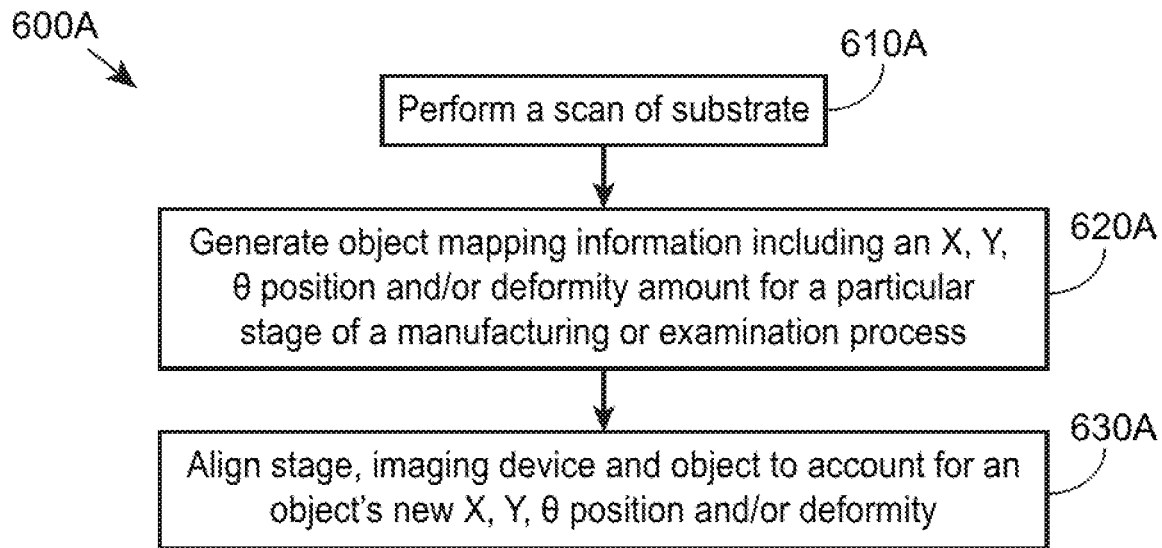 600A
610A
Perform a scan of substrate
620A
Generate object mapping information including an X, Y,
θ position and/or deformity amount for a particular
stage of a manufacturing or examination process
630A
Align stage, imaging device and object to account for an
object's new X, Y, θ position and/or deformity